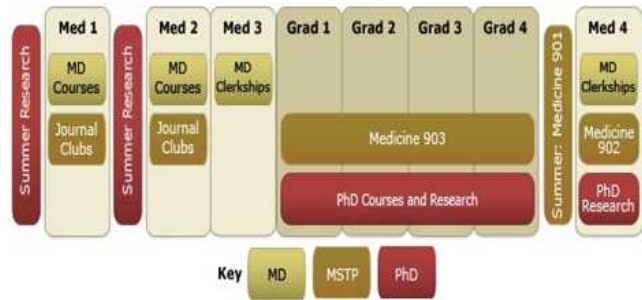 Summer Research
Med 1
MD
Courses
Journal
Clubs
Summer Research
Med 2
MD
Courses
Journal
Clubs
Med 3
MD
Clerkships
Grad 1
Grad 2
Grad 3
Grad 4
Medicine 903
PhD Courses and Research
Summer: Medicine 901
Med 4
MD
Clerkships
Medicine
902
PhD
Research
Key
MD
MSTP
PhD